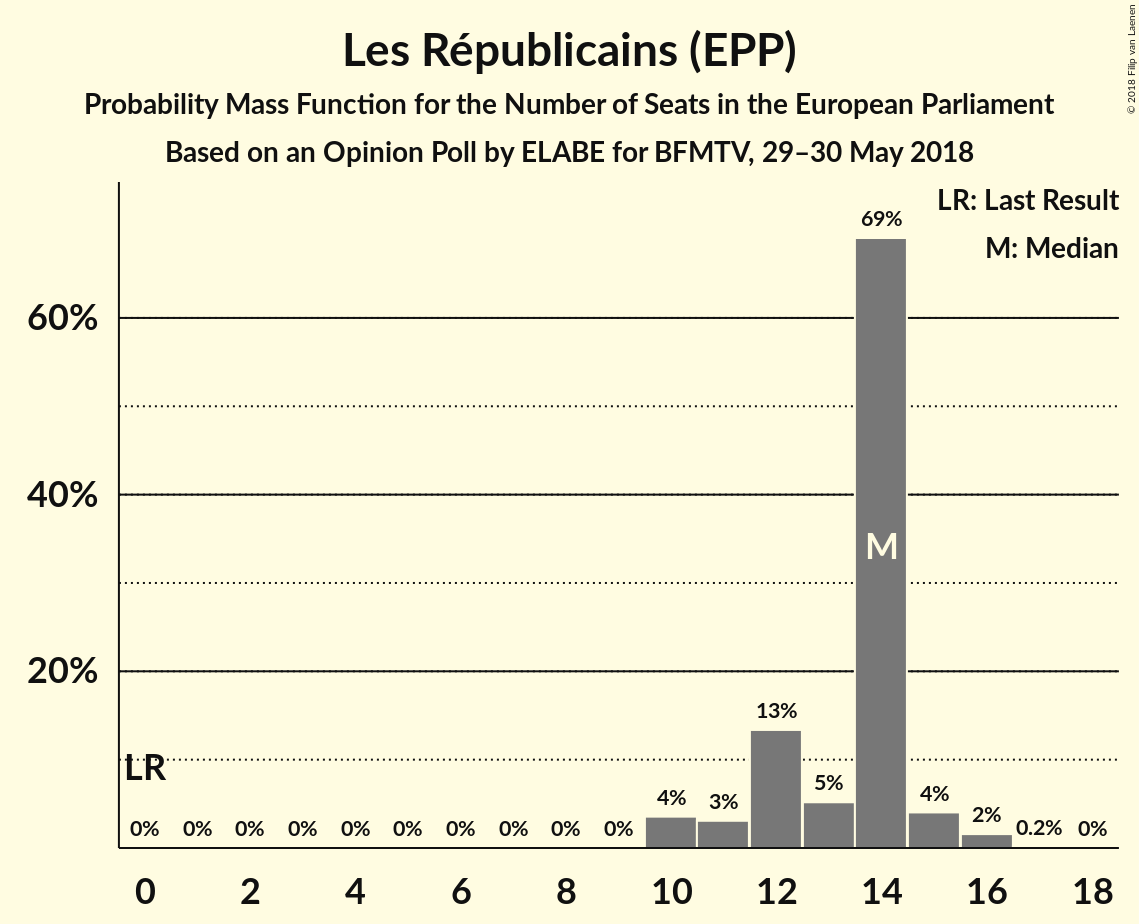 Les Républicains (EPP)
Probability Mass Function for the Number of Seats in the European Parliament
Based on an Opinion Poll by ELABE for BFMTV, 29–30 May 2018
© 2018 Filip van Laenen
LR: Last Result
M: Median
69%
60%
40%
M
20%
13%
LR
5%
4% 3% 4%
2%
0% 0% 0% 0% 0% 0% 0% 0% 0% 0% 0.2% 0%
0 2 4 6 8 10 12 14 16 18